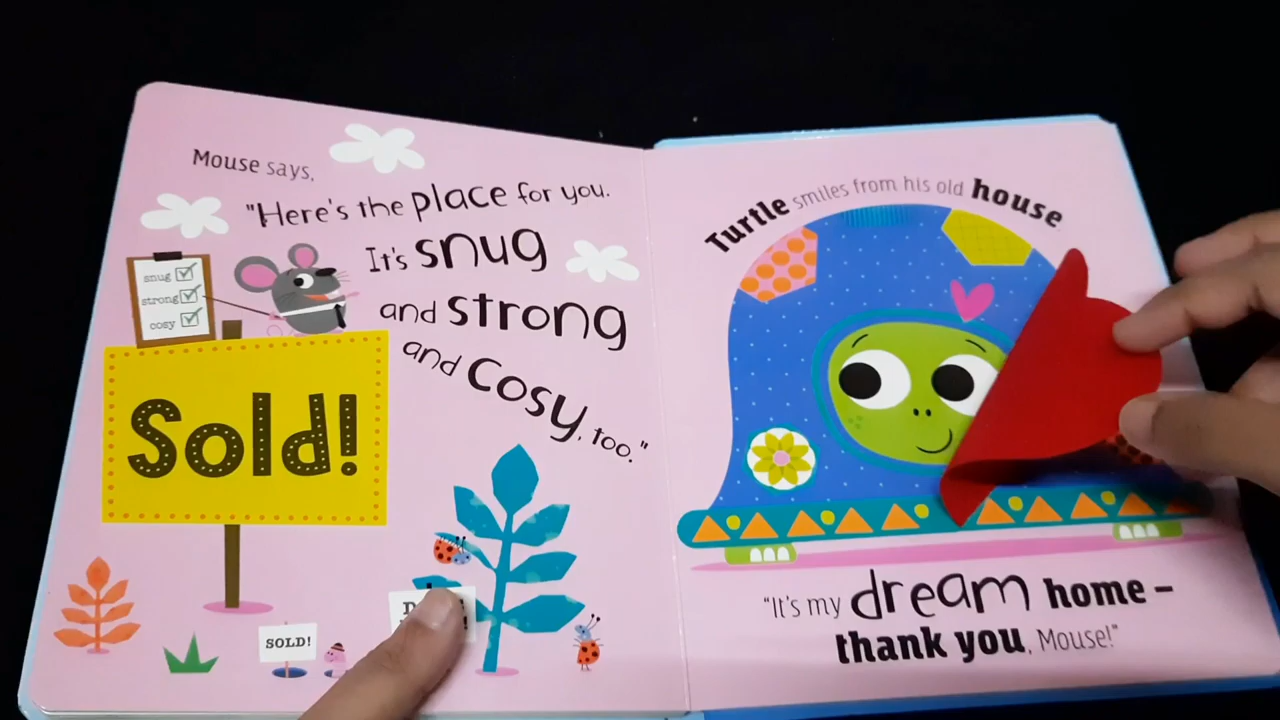 Mouse says,
"Here's the place for you.
It's snug
and strong
and cosy, too."
snug
strong
cosy
Sold!
SOLD!
Turtle smiles from his old house
"It's my dream home –
thank you, Mouse!"